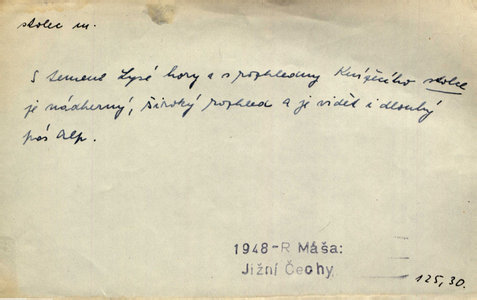 stolec m.
S temene Lysé hory a s rozhledny Knížecího stolce
je nádherný, široký rozhled a je vidět i dlouhý
pás Alp.
1948-R Máša:
Jižní Čechy
125,30.